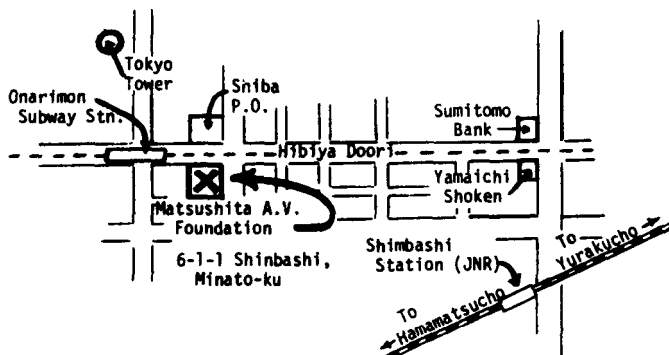 Tokyo
Tower
Onarimon
Subway Stn.
Shiba
P.O.
Sumitomo
Bank
Hibiya Doori
Yamaichi
Shoken
Matsushita A.V.
Foundation
6-1-1 Shinbashi,
Minato-ku
Shimbashi
Station (JNR)
To
Yurakucho
To
Hamamatsucho